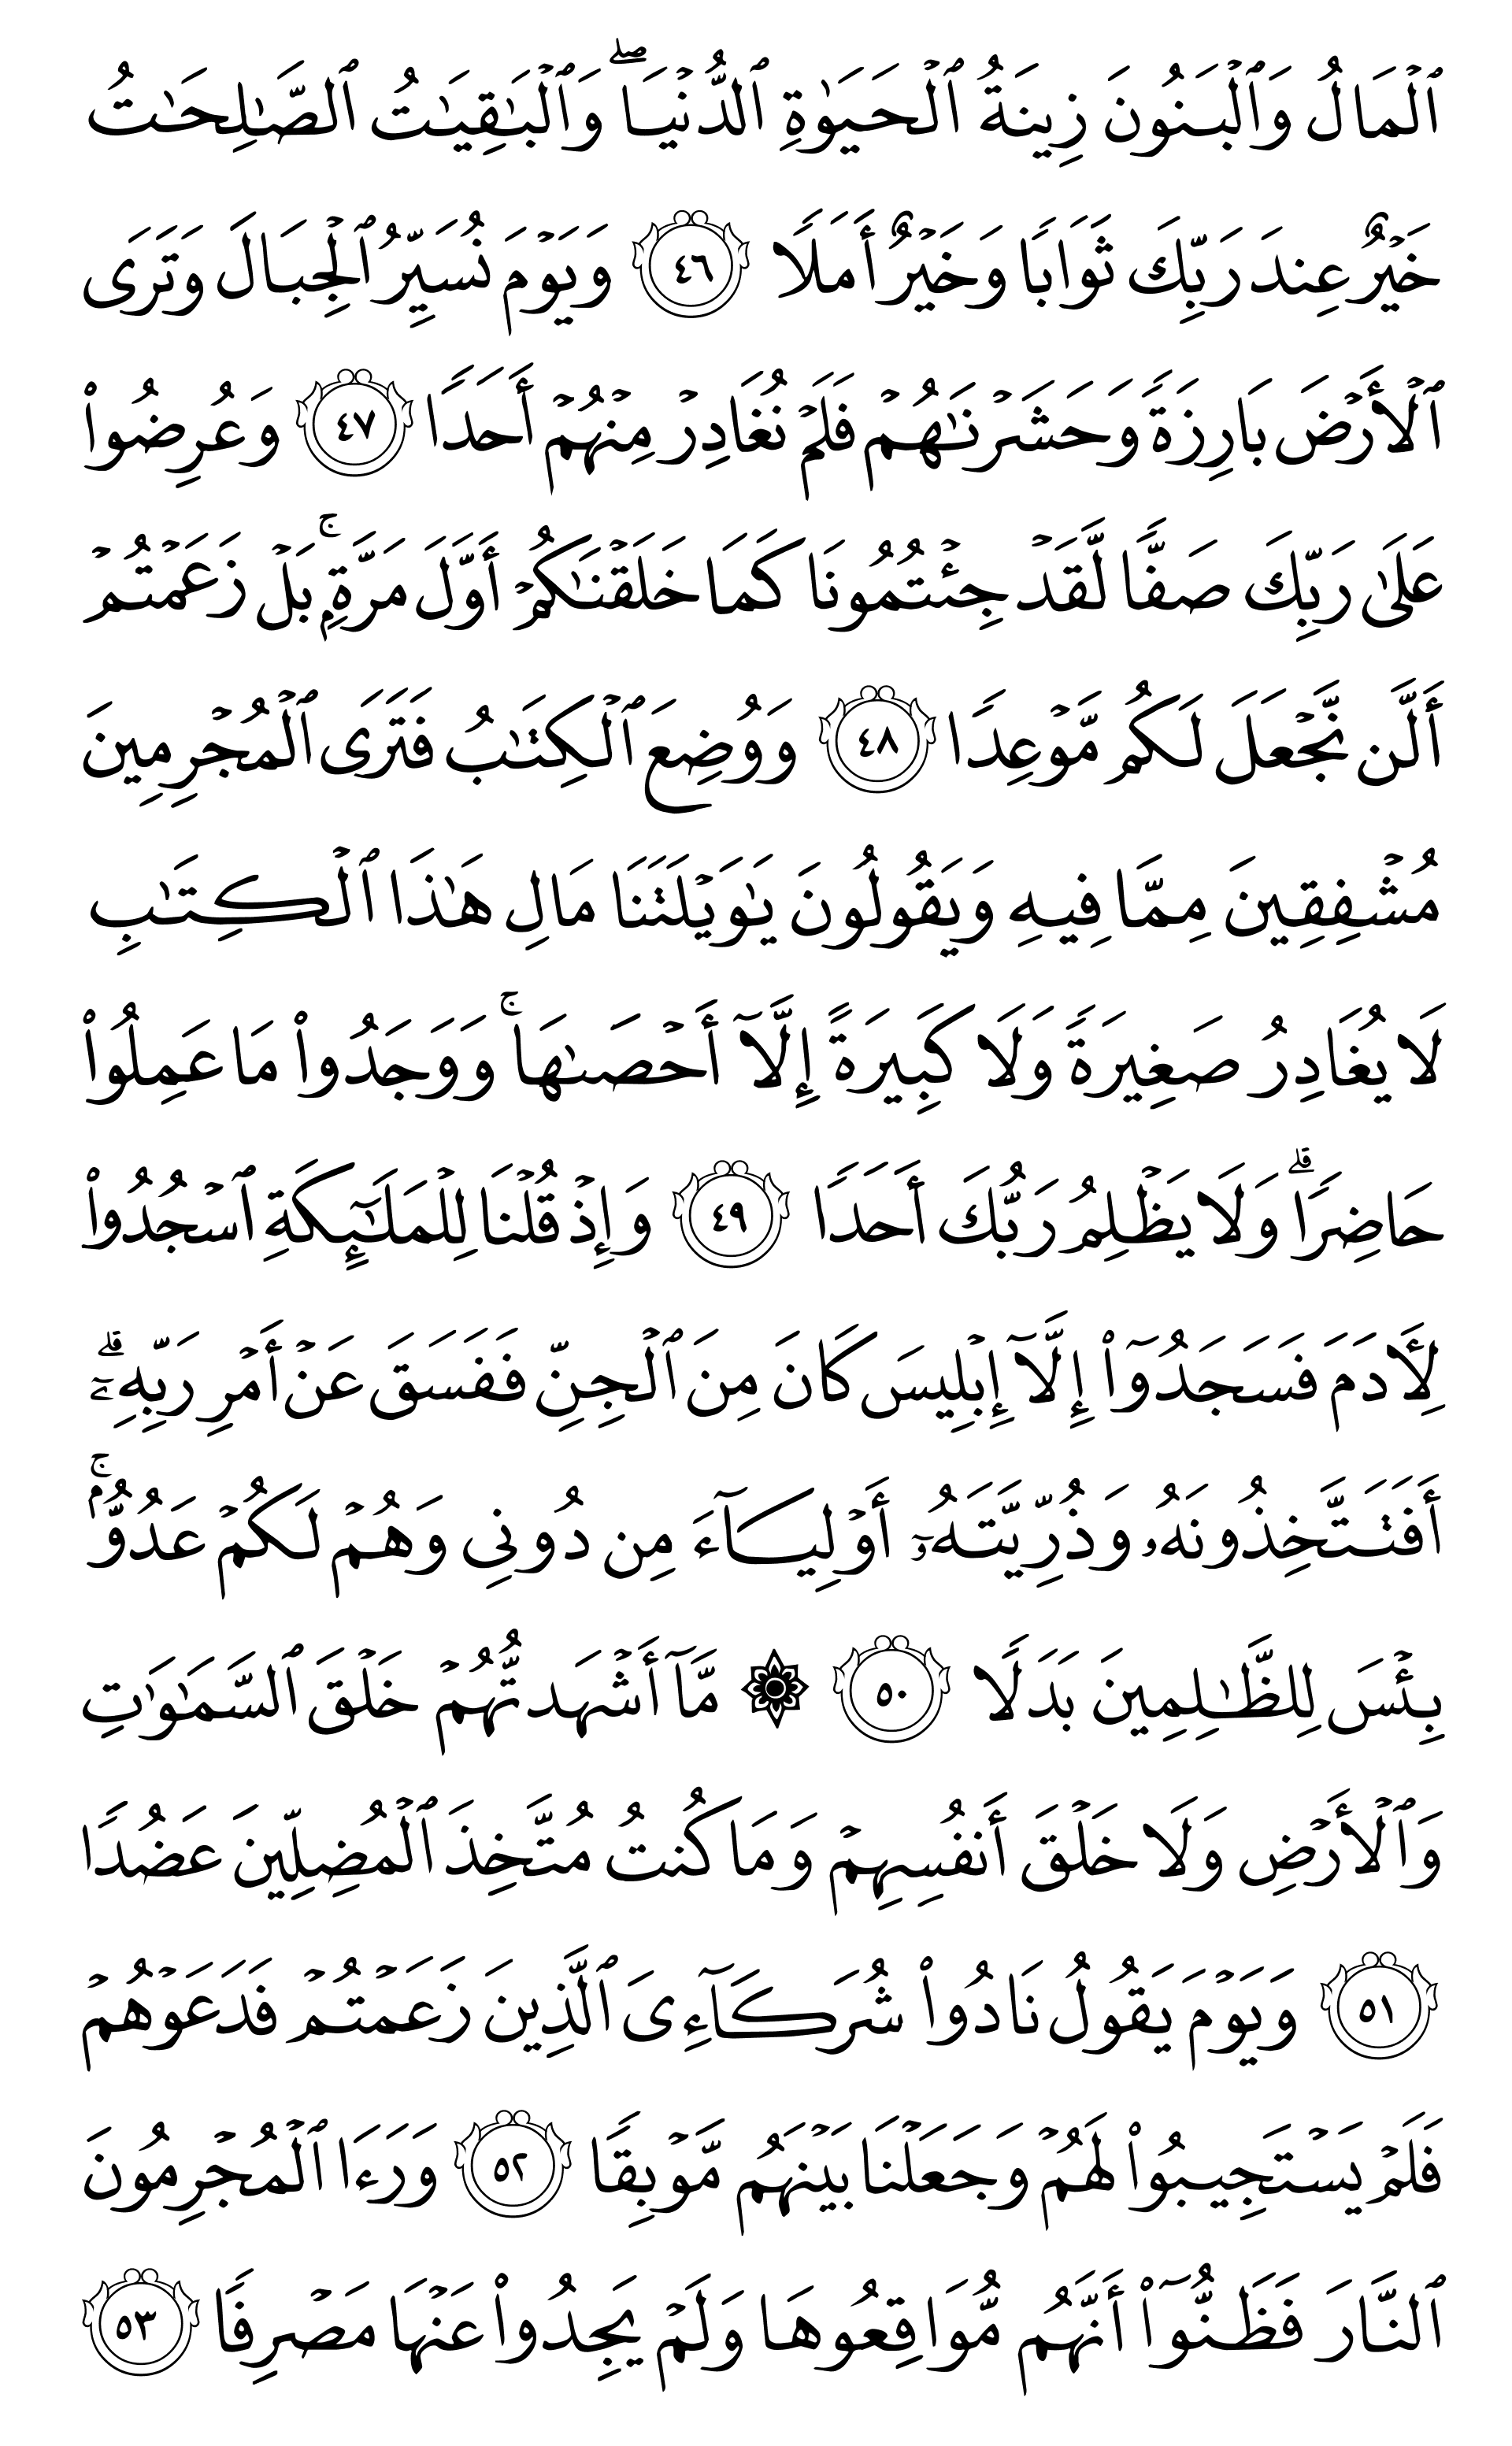 ٱلْمَالُ وَٱلْبَنُونَ زِينَةُ ٱلْحَيَوٰةِ ٱلدُّنْيَا ۖ وَٱلْبَـٰقِيَـٰتُ ٱلصَّـٰلِحَـٰتُ
خَيْرٌ عِندَ رَبِّكَ ثَوَابًا وَخَيْرٌ أَمَلًا ٤٦ وَيَوْمَ نُسَيِّرُ ٱلْجِبَالَ وَتَرَى
ٱلْأَرْضَ بَارِزَةً وَحَشَرْنَـٰهُمْ فَلَمْ نُغَادِرْ مِنْهُمْ أَحَدًا ٤٧ وَعُرِضُوا۟
عَلَىٰ رَبِّكَ صَفًّا لَّقَدْ جِئْتُمُونَا كَمَا خَلَقْنَـٰكُمْ أَوَّلَ مَرَّةٍۭ ۚ بَلْ زَعَمْتُمْ
أَلَّن نَّجْعَلَ لَكُم مَّوْعِدًا ٤٨ وَوُضِعَ ٱلْكِتَـٰبُ فَتَرَى ٱلْمُجْرِمِينَ
مُشْفِقِينَ مِمَّا فِيهِ وَيَقُولُونَ يَـٰوَيْلَتَنَا مَالِ هَـٰذَا ٱلْكِتَـٰبِ
لَا يُغَادِرُ صَغِيرَةً وَلَا كَبِيرَةً إِلَّآ أَحْصَىٰهَا ۚ وَوَجَدُوا۟ مَا عَمِلُوا۟
حَاضِرًا ۗ وَلَا يَظْلِمُ رَبُّكَ أَحَدًا ٤٩ وَإِذْ قُلْنَا لِلْمَلَـٰٓئِكَةِ ٱسْجُدُوا۟
لِـَٔادَمَ فَسَجَدُوٓا۟ إِلَّآ إِبْلِيسَ كَانَ مِنَ ٱلْجِنِّ فَفَسَقَ عَنْ أَمْرِ رَبِّهِۦٓ ۗ
أَفَتَتَّخِذُونَهُۥ وَذُرِّيَّتَهُۥٓ أَوْلِيَآءَ مِن دُونِى وَهُمْ لَكُمْ عَدُوٌّۢ ۚ
بِئْسَ لِلظَّـٰلِمِينَ بَدَلًا ٥٠ ۞ مَّآ أَشْهَدتُّهُمْ خَلْقَ ٱلسَّمَـٰوَٰتِ
وَٱلْأَرْضِ وَلَا خَلْقَ أَنفُسِهِمْ وَمَا كُنتُ مُتَّخِذَ ٱلْمُضِلِّينَ عَضُدًا
٥١ وَيَوْمَ يَقُولُ نَادُوا۟ شُرَكَآءِىَ ٱلَّذِينَ زَعَمْتُمْ فَدَعَوْهُمْ
فَلَمْ يَسْتَجِيبُوا۟ لَهُمْ وَجَعَلْنَا بَيْنَهُم مَّوْبِقًا ٥٢ وَرَءَا ٱلْمُجْرِمُونَ
ٱلنَّارَ فَظَنُّوٓا۟ أَنَّهُم مُّوَاقِعُوهَا وَلَمْ يَجِدُوا۟ عَنْهَا مَصْرِفًا ٥٣